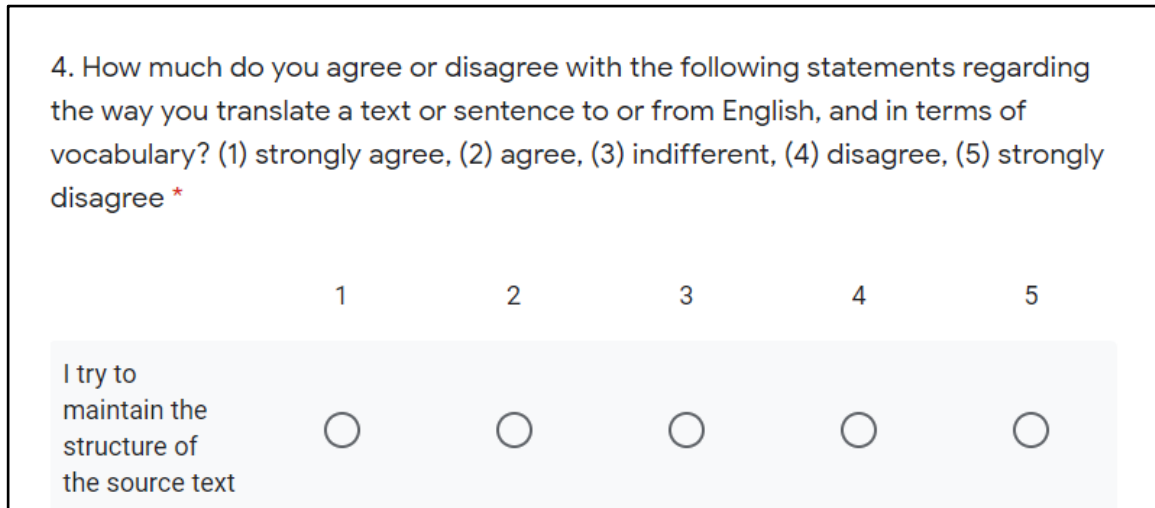 4. How much do you agree or disagree with the following statements regarding
the way you translate a text or sentence to or from English, and in terms of
vocabulary? (1) strongly agree, (2) agree, (3) indifferent, (4) disagree, (5) strongly
disagree *
1 2 3 4 5
I try to
maintain the
structure of
the source text